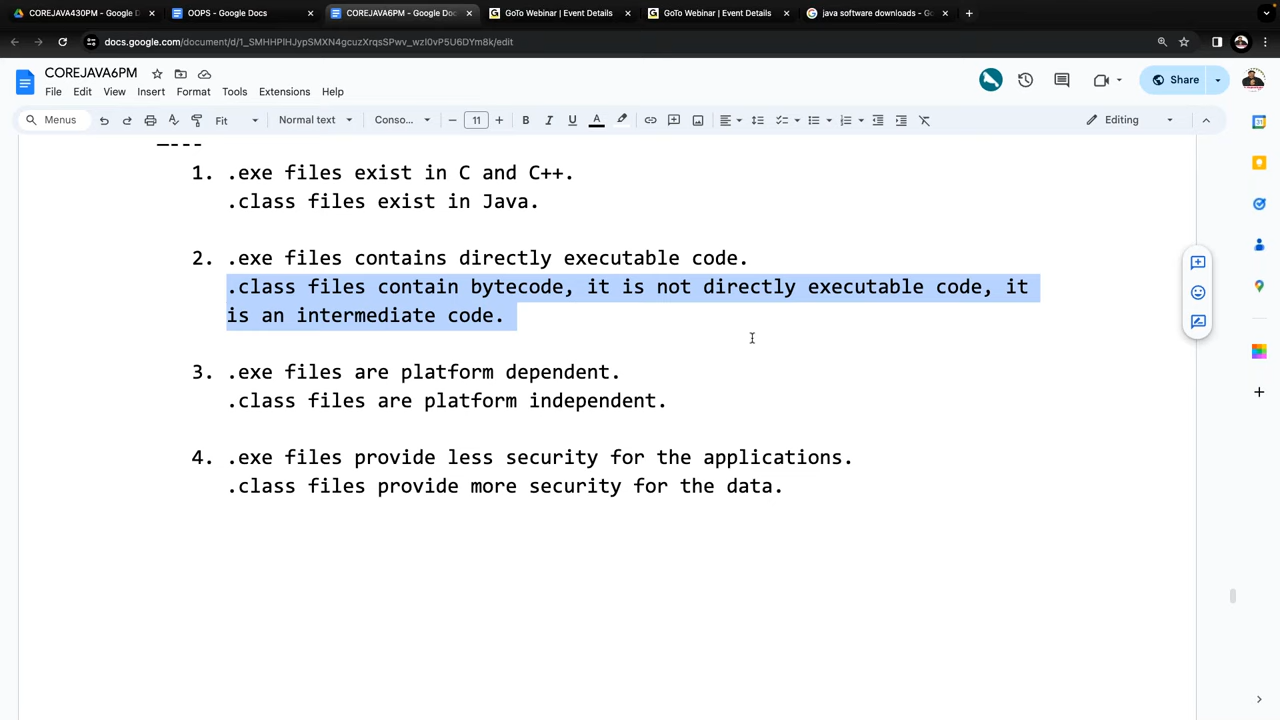 COREJAVA430PM - Google D
OOPS - Google Docs
COREJAVA6PM - Google Doc
GoTo Webinar | Event Details
GoTo Webinar | Event Details
java software downloads - Go
docs.google.com/document/d/1_SMHHPIHJypSMXN4gcuzXrqsSPwv_wzI0vP5U6DYm8k/edit
COREJAVA6PM
File Edit View Insert Format Tools Extensions Help
Share
Menus Fit Normal text Conso... 11 Editing
----
1. .exe files exist in C and C++.
.class files exist in Java.
2. .exe files contains directly executable code.
.class files contain bytecode, it is not directly executable code, it
is an intermediate code.
3. .exe files are platform dependent.
.class files are platform independent.
4. .exe files provide less security for the applications.
.class files provide more security for the data.